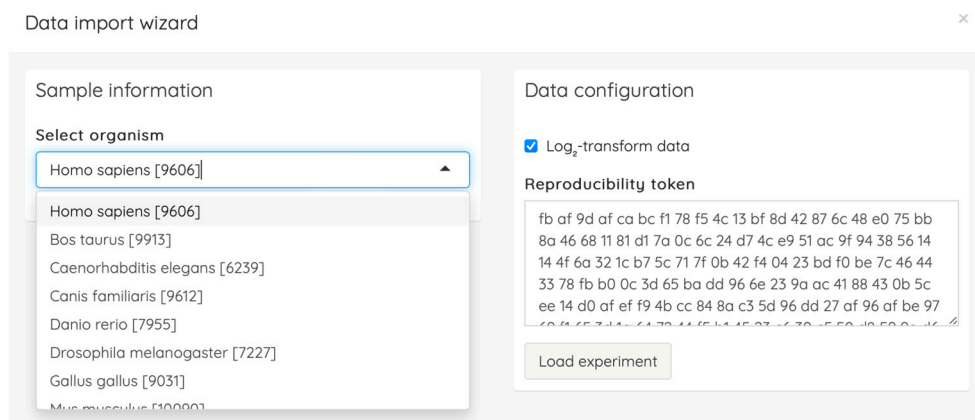 Data import wizard
×
Sample information
Select organism
Homo sapiens [9606]
Homo sapiens [9606]
Bos taurus [9913]
Caenorhabditis elegans [6239]
Canis familiaris [9612]
Danio rerio [7955]
Drosophila melanogaster [7227]
Gallus gallus [9031]
Mus musculus [10090]
Data configuration
Log₂-transform data
Reproducibility token
fb af 9d af ca bc f1 78 f5 4c 13 bf 8d 42 87 6c 48 e0 75 bb
8a 46 68 11 81 d1 7a 0c 6c 24 d7 4c e9 51 ac 9f 94 38 56 14
14 4f 6a 32 1c b7 5c 71 7f 0b 42 f4 04 23 bd f0 be 7c 46 44
33 78 fb b0 0c 3d 65 ba dd 96 6e 23 9a ac 41 88 43 0b 5c
ee 14 d0 af ef f9 4b cc 84 8a c3 5d 96 dd 27 af 96 af be 97
Load experiment